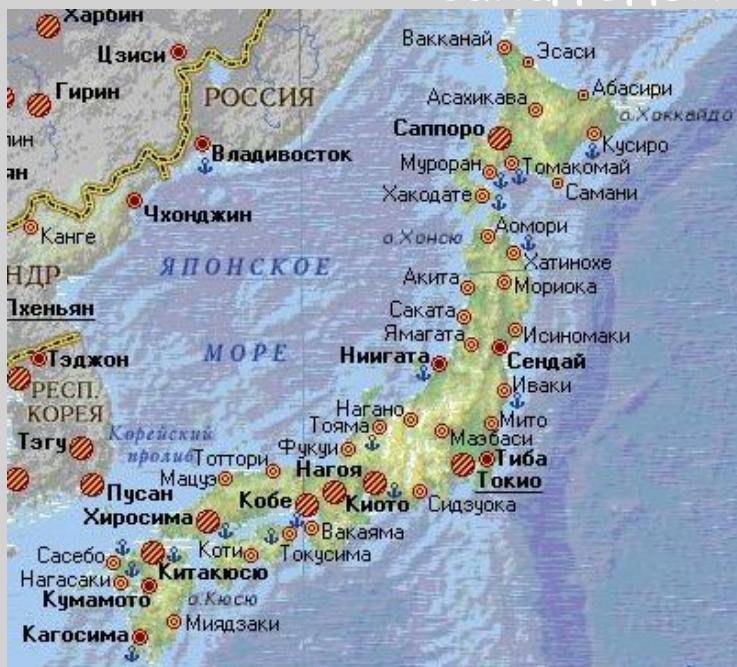 Харбин
Цзиси
Гирин
РОССИЯ
Владивосток
Чхонджин
Канге
НДР
Пхеньян
Тэджон
РЕСП.
КОРЕЯ
Тэгу
Пусан
Корейский
пролив
ЯПОНСКОЕ
МОРЕ
Вакканай
Эсаси
Абасири
Асахикава
о.Хоккайдо
Саппоро
Кусиро
Муроран
Томакомай
Самани
Хакодате
Аомори
о.Хонсю
Хатинохе
Акита
Мориока
Саката
Ямагата
Исиномаки
Ниигата
Сендай
Иваки
Нагано
Тояма
Мито
Маэбаси
Фукуи
Тоттори
Мацуэ
Нагоя
Тиба
Токио
Кобе
Киото
Сидзуока
Хиросима
Вакаяма
Токусима
Коти
Сасебо
Китакюсю
Нагасаки
Кумамото
о.Кюсю
Миядзаки
Кагосима